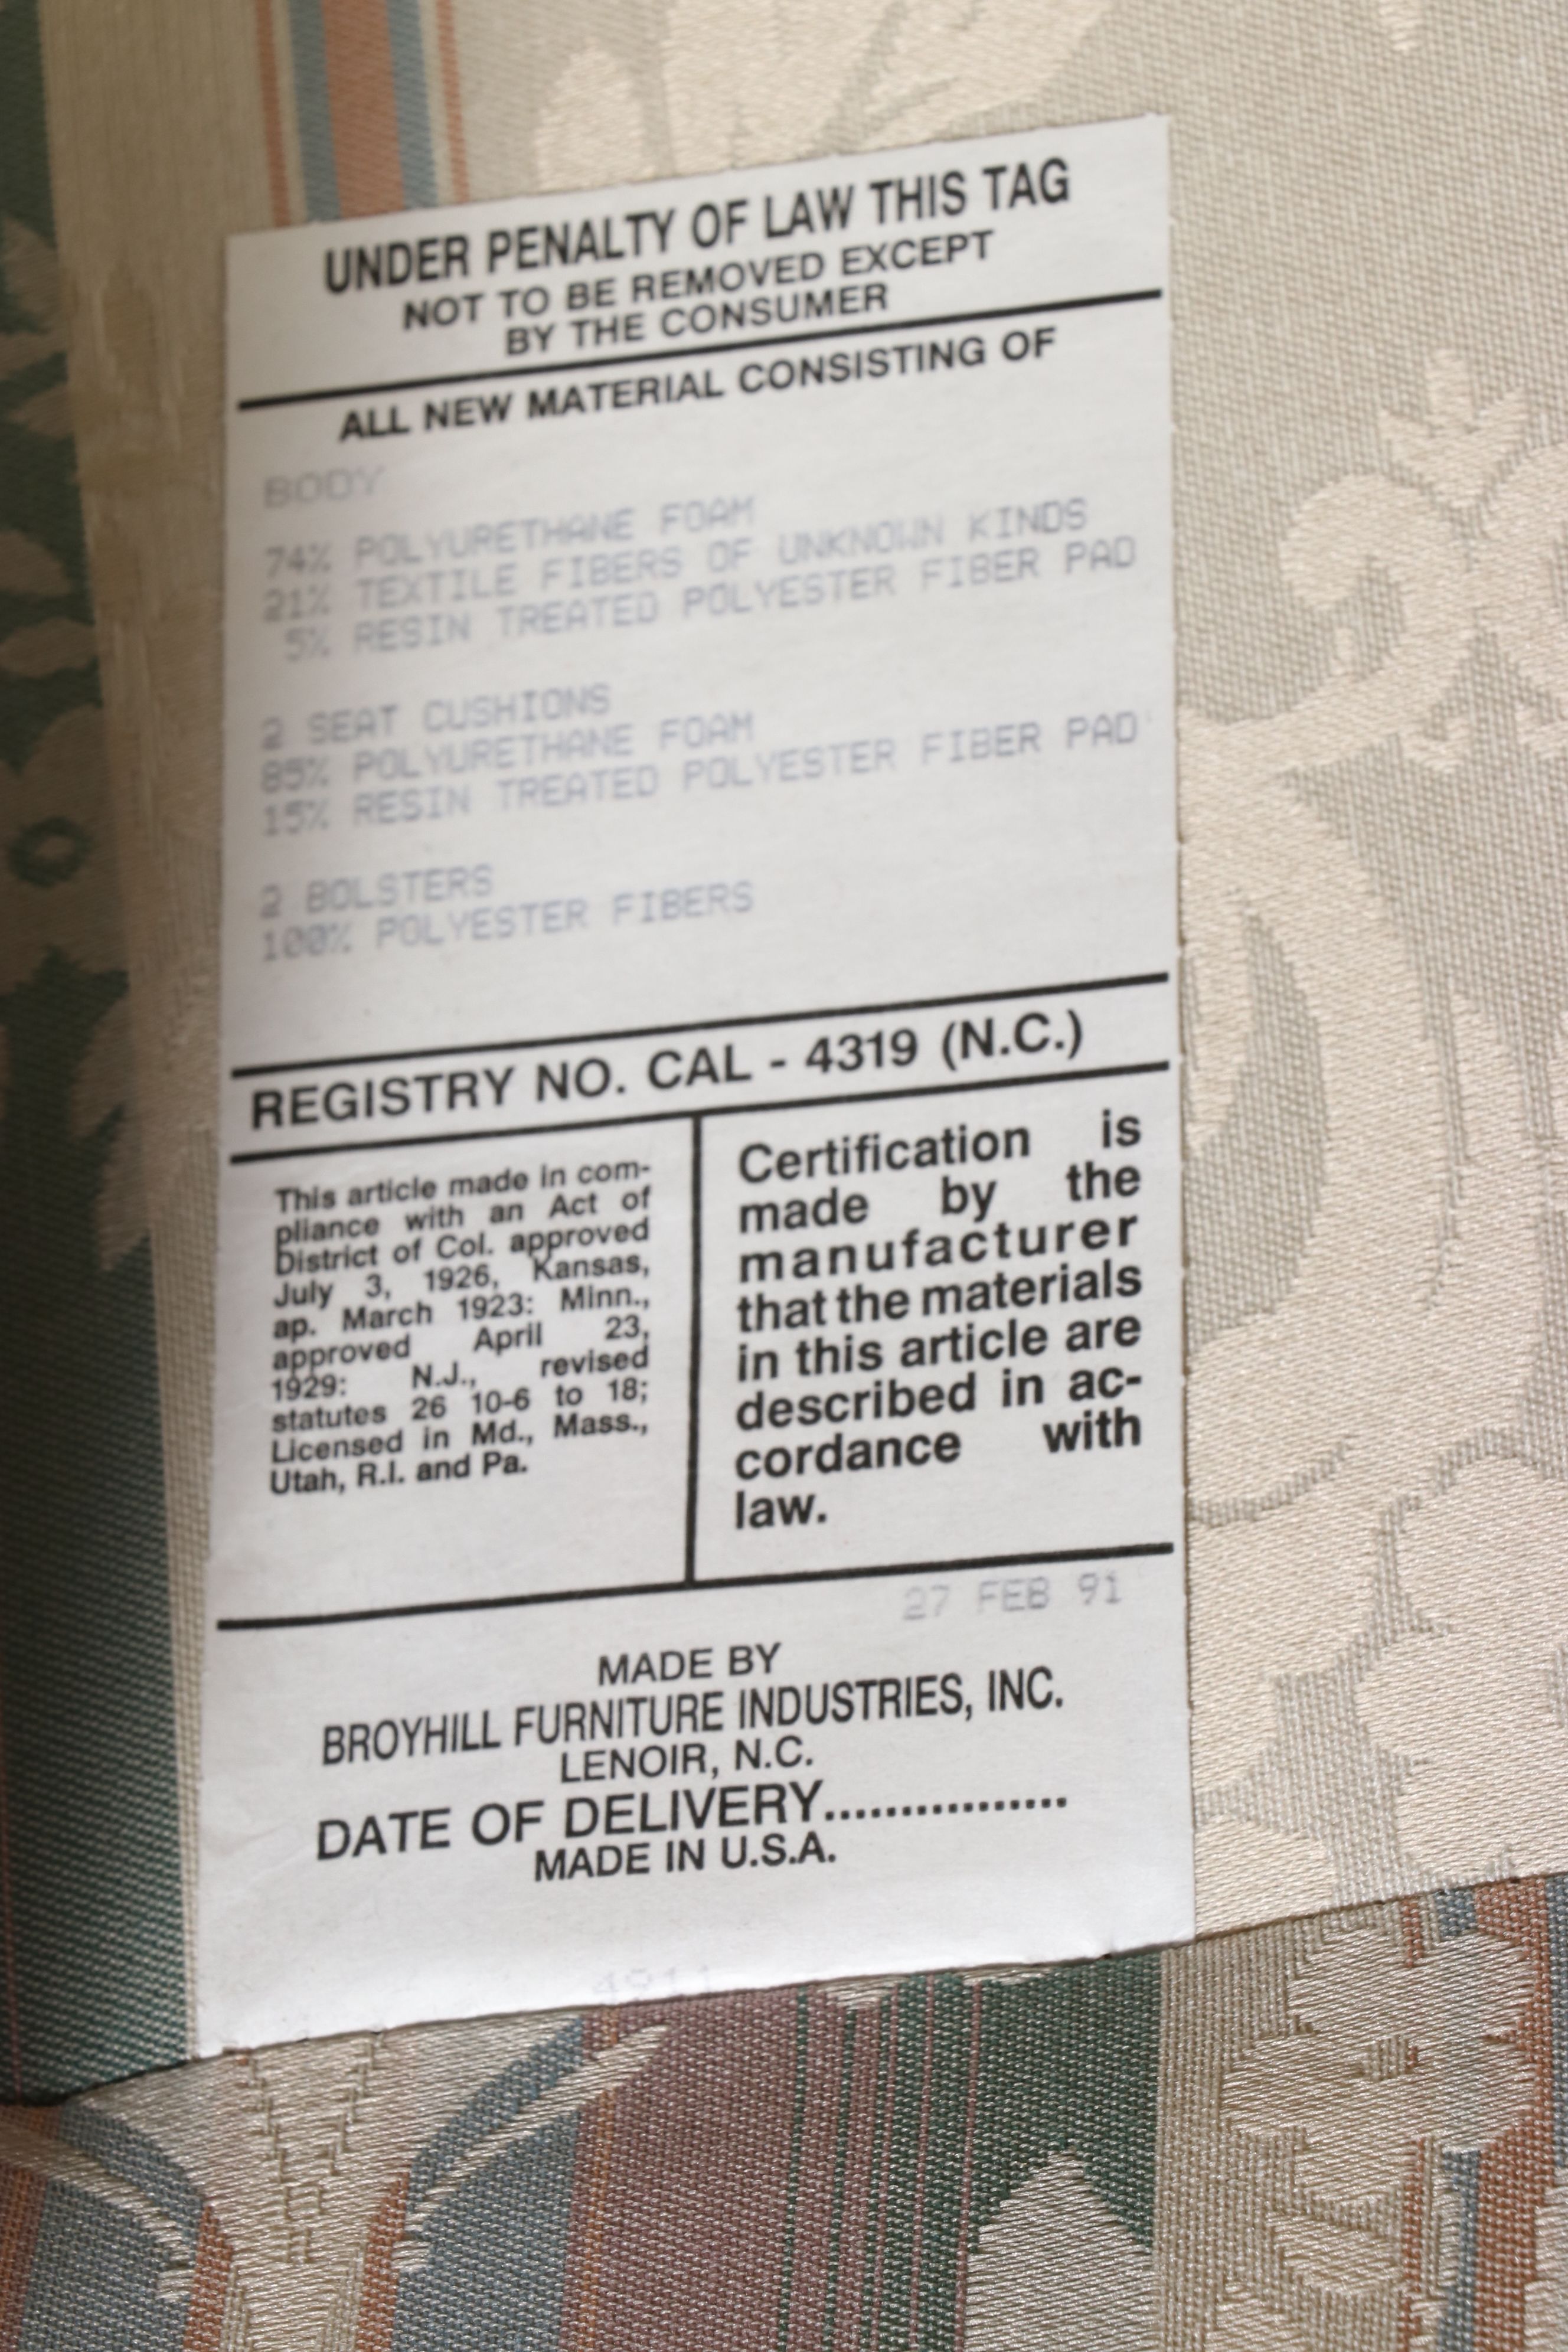 UNDER PENALTY OF LAW THIS TAG
NOT TO BE REMOVED EXCEPT
BY THE CONSUMER
ALL NEW MATERIAL CONSISTING OF
BODY
74% POLYURETHANE FOAM
21% TEXTILE FIBERS OF UNKNOWN KINDS
5% RESIN TREATED POLYESTER FIBER PAD
2 SEAT CUSHIONS
85% POLYURETHANE FOAM
15% RESIN TREATED POLYESTER FIBER PAD
2 BOLSTERS
100% POLYESTER FIBERS
REGISTRY NO. CAL - 4319 (N.C.)
This article made in com-
pliance with an Act of
District of Col. approved
July 3, 1926, Kansas,
ap. March 1923: Minn.,
approved April 23,
1929: N.J., revised
statutes 26 10-6 to 18;
Licensed in Md., Mass.,
Utah, R.I. and Pa.
Certification is
made by the
manufacturer
that the materials
in this article are
described in ac-
cordance with
law.
27 FEB 91
MADE BY
BROYHILL FURNITURE INDUSTRIES, INC.
LENOIR, N.C.
DATE OF DELIVERY................
MADE IN U.S.A.